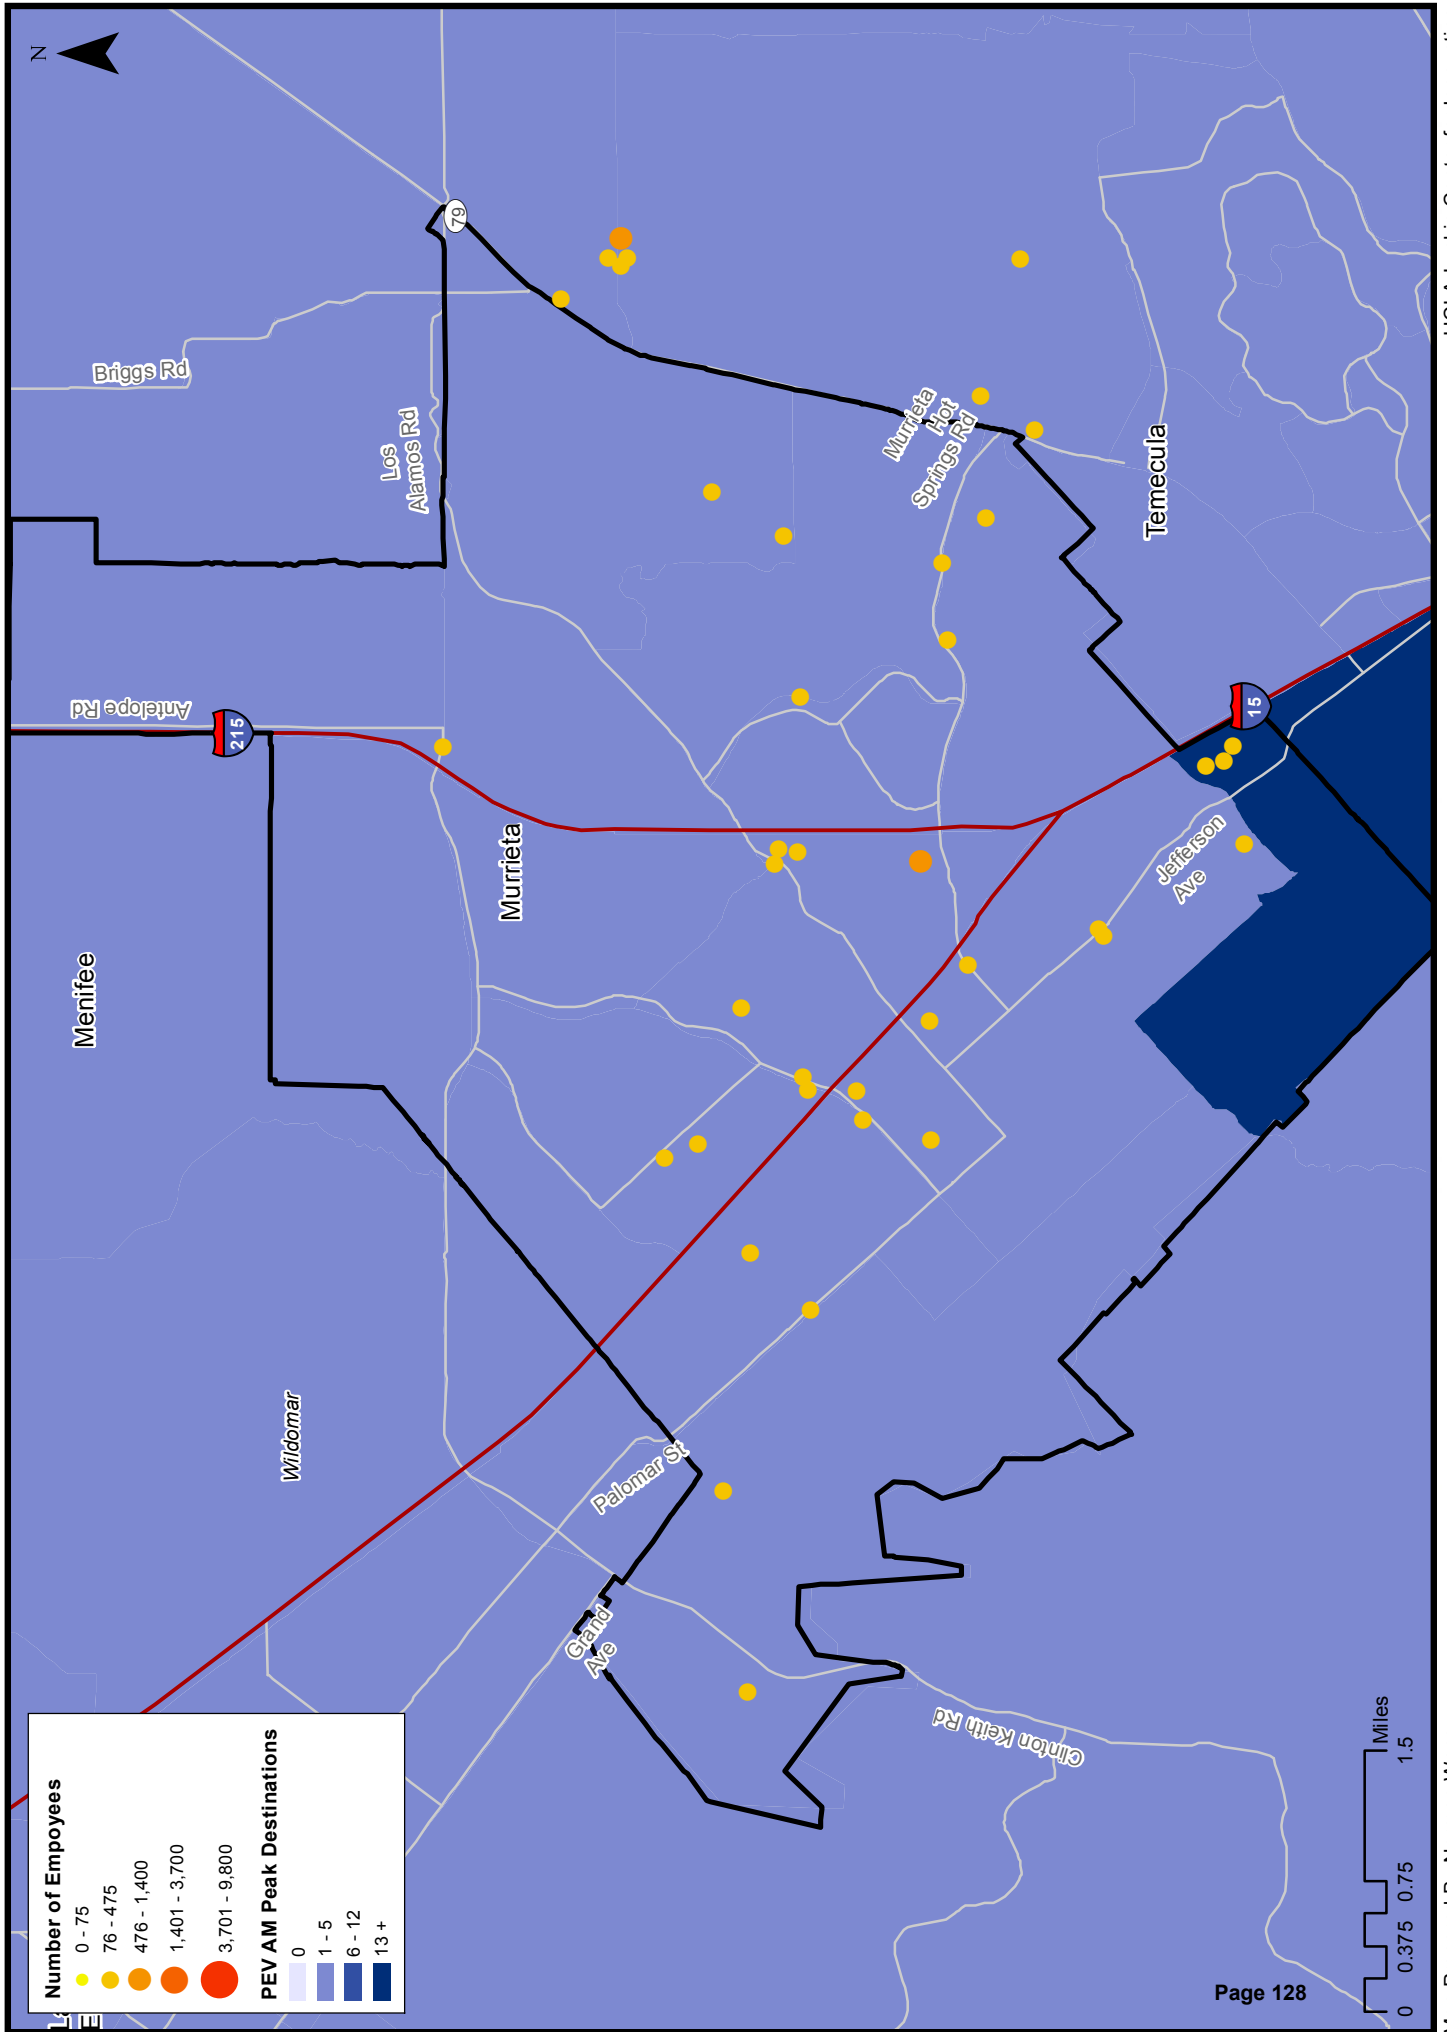 Number of Empoyees
0 - 75
76 - 475
476 - 1,400
1,401 - 3,700
3,701 - 9,800
PEV AM Peak Destinations
0
1 - 5
6 - 12
13 +
N
Menifee
Wildomar
Murrieta
Temecula
Antelope Rd
Briggs Rd
Los
Alamos Rd
Murrieta
Hot
Springs Rd
Jefferson
Ave
Palomar St
Grand
Ave
Clinton Keith Rd
215
79
15
0
0.375
0.75
1.5
Miles
Page 128